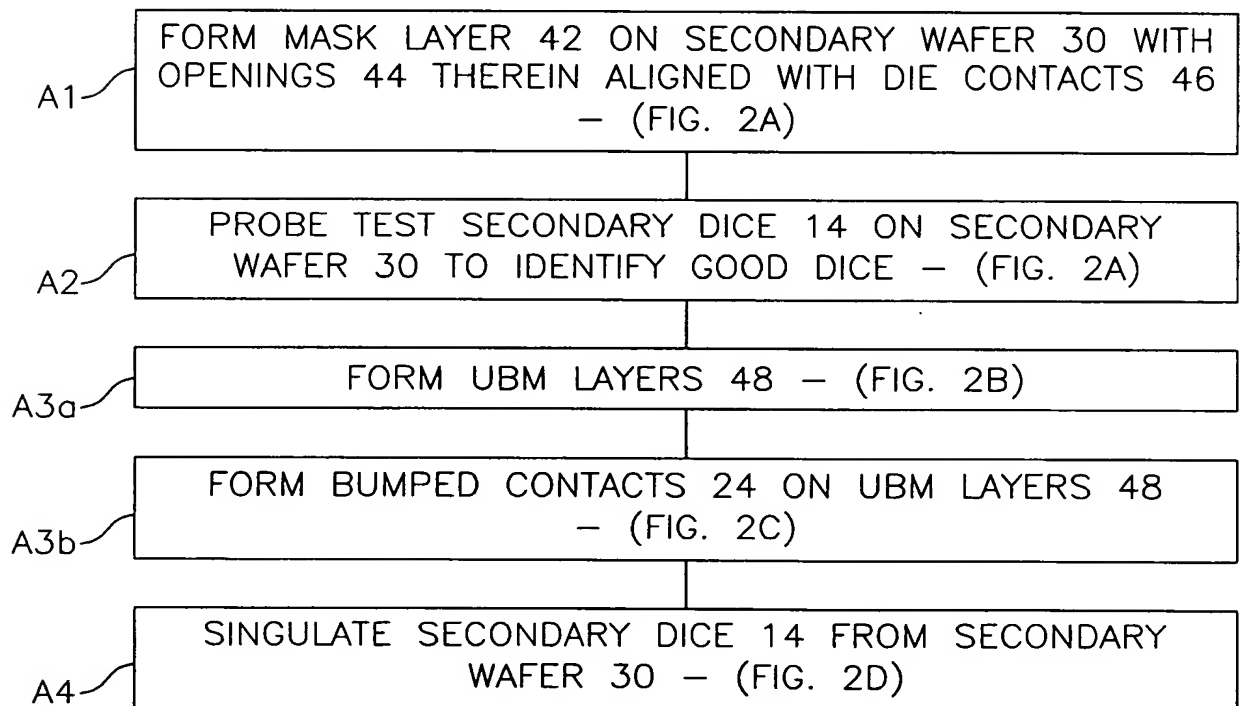 A1
FORM MASK LAYER 42 ON SECONDARY WAFER 30 WITH
OPENINGS 44 THEREIN ALIGNED WITH DIE CONTACTS 46
– (FIG. 2A)
A2
PROBE TEST SECONDARY DICE 14 ON SECONDARY
WAFER 30 TO IDENTIFY GOOD DICE – (FIG. 2A)
A3a
FORM UBM LAYERS 48 – (FIG. 2B)
A3b
FORM BUMPED CONTACTS 24 ON UBM LAYERS 48
– (FIG. 2C)
A4
SINGULATE SECONDARY DICE 14 FROM SECONDARY
WAFER 30 – (FIG. 2D)